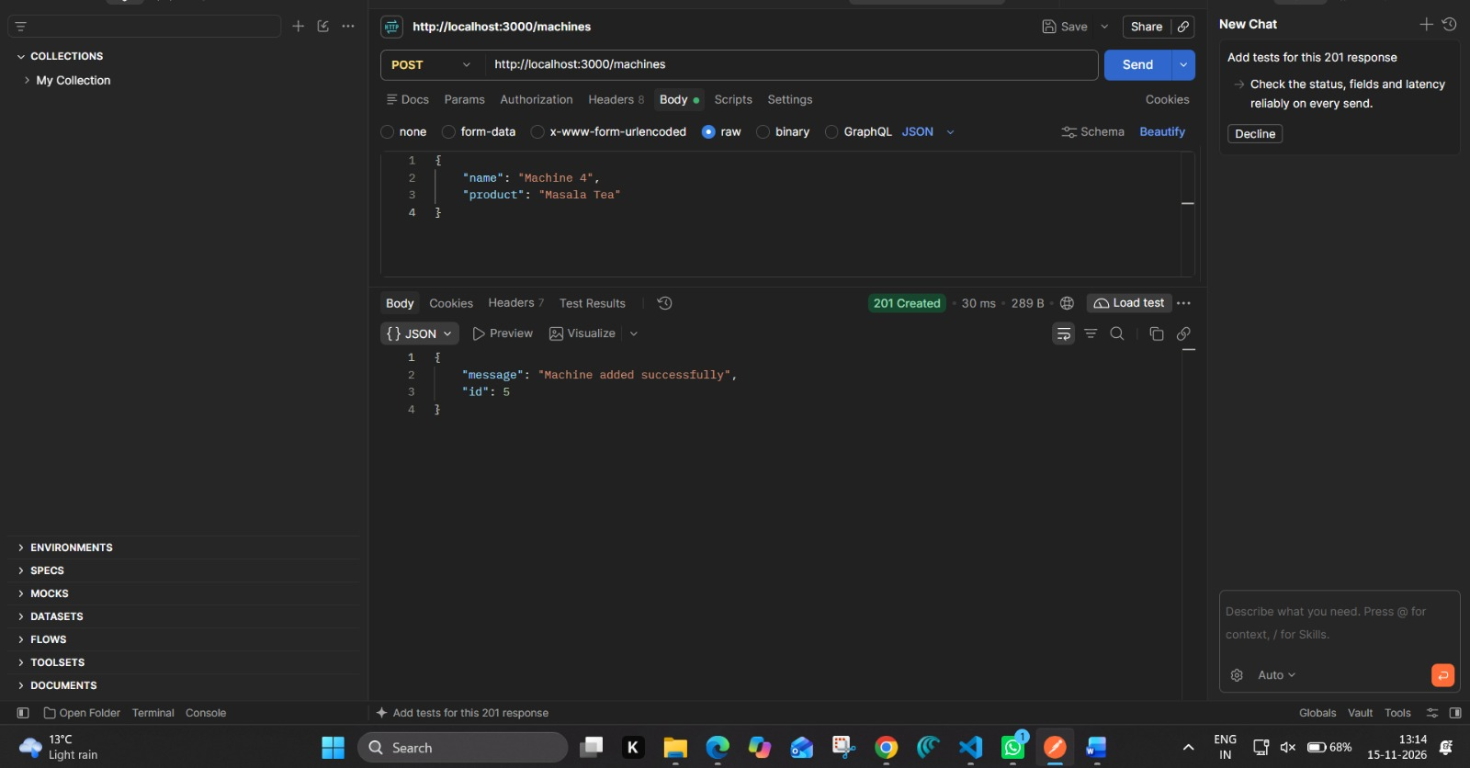 COLLECTIONS
My Collection
ENVIRONMENTS
SPECS
MOCKS
DATASETS
FLOWS
TOOLSETS
DOCUMENTS
HTTP http://localhost:3000/machines Save Share
POST http://localhost:3000/machines Send
Docs Params Authorization Headers 8 Body Scripts Settings Cookies
none form-data x-www-form-urlencoded raw binary GraphQL JSON Schema Beautify
1 {
2 "name": "Machine 4",
3 "product": "Masala Tea"
4 }
Body Cookies Headers 7 Test Results 201 Created 30 ms 289 B Load test
{} JSON Preview Visualize
1 {
2 "message": "Machine added successfully",
3 "id": 5
4 }
New Chat
Add tests for this 201 response
Check the status, fields and latency
reliably on every send.
Decline
Describe what you need. Press @ for
context, / for Skills.
Auto
Open Folder Terminal Console Add tests for this 201 response Globals Vault Tools
13°C
Light rain
Search
K
1
W
ENG
IN
68%
13:14
15-11-2026